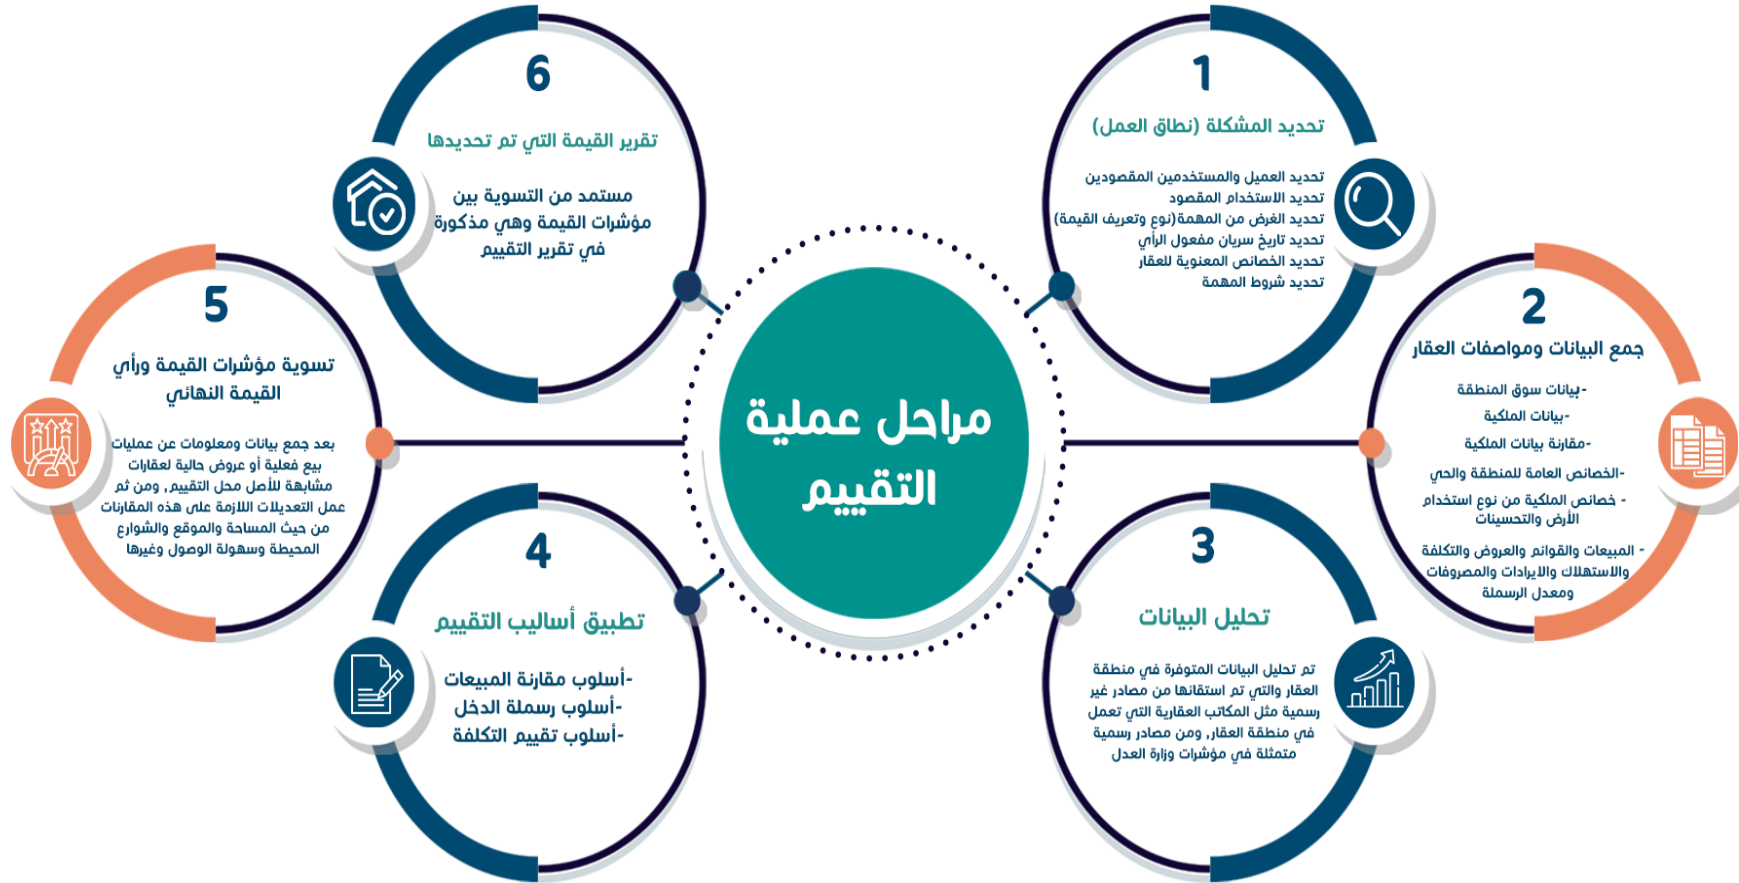 مراحل عملية
التقييم
1
تحديد المشكلة (نطاق العمل)
تحديد العميل والمستخدمين المقصودين
تحديد الاستخدام المقصود
تحديد الغرض من المهمة(نوع وتعريف القيمة)
تحديد تاريخ سريان مفعول الرأي
تحديد الخصائص المعنوية للعقار
تحديد شروط المهمة
2
جمع البيانات ومواصفات العقار
-بيانات سوق المنطقة
-بيانات الملكية
-مقارنة بيانات الملكية
-الخصائص العامة للمنطقة والحي
- خصائص الملكية من نوع استخدام
الأرض والتحسينات
- المبيعات والقوائم والعروض والتكلفة
والاستهلاك والايرادات والمصروفات
ومعدل الرسملة
3
تحليل البيانات
تم تحليل البيانات المتوفرة في منطقة
العقار والتي تم استقائها من مصادر غير
رسمية مثل المكاتب العقارية التي تعمل
في منطقة العقار, ومن مصادر رسمية
متمثلة في مؤشرات وزارة العدل
4
تطبيق أساليب التقييم
-أسلوب مقارنة المبيعات
-أسلوب رسملة الدخل
-أسلوب تقييم التكلفة
5
تسوية مؤشرات القيمة ورأي
القيمة النهائي
بعد جمع بيانات ومعلومات عن عمليات
بيع فعلية أو عروض حالية لعقارات
مشابهة للأصل محل التقييم, ومن ثم
عمل التعديلات اللازمة على هذه المقارنات
من حيث المساحة والموقع والشوارع
المحيطة وسهولة الوصول وغيرها
6
تقرير القيمة التي تم تحديدها
مستمد من التسوية بين
مؤشرات القيمة وهي مذكورة
في تقرير التقييم